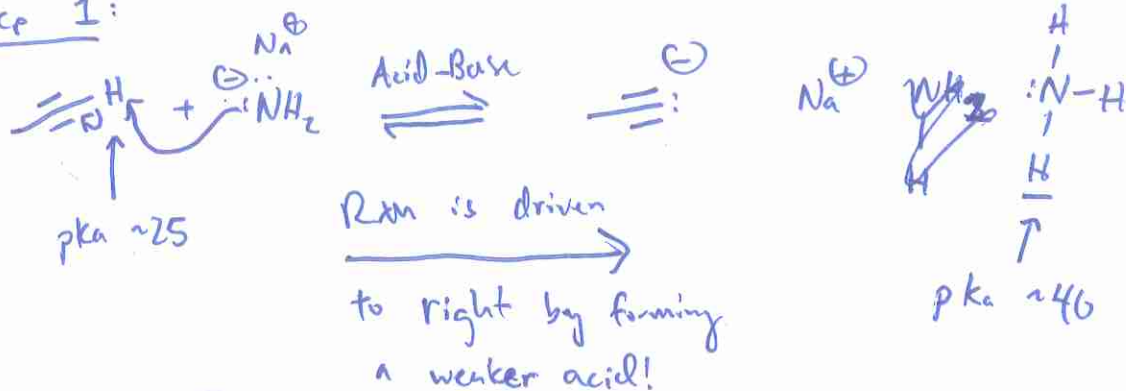 ep 1:
Na⊕
H + ⊖:N̈H₂ Acid-Base ⊖ : Na⊕ :N-H
H
H
pka ~25
Rxn is driven
to right by forming
a weaker acid!
pka ~40